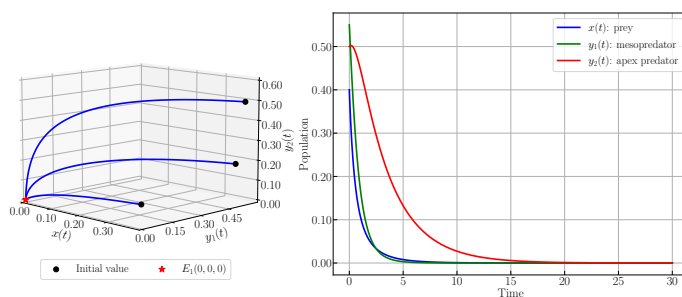 0.60
0.50
0.40
0.30
0.20
0.10
0.00
y₂(t)
0.00
0.10
0.20
0.30
x(t)
0.00
0.15
0.30
0.45
y₁(t)
Initial value
E₁(0, 0, 0)
x(t): prey
y₁(t): mesopredator
y₂(t): apex predator
Population
0.50
0.40
0.30
0.20
0.10
0.00
0 5 10 15 20 25 30
Time